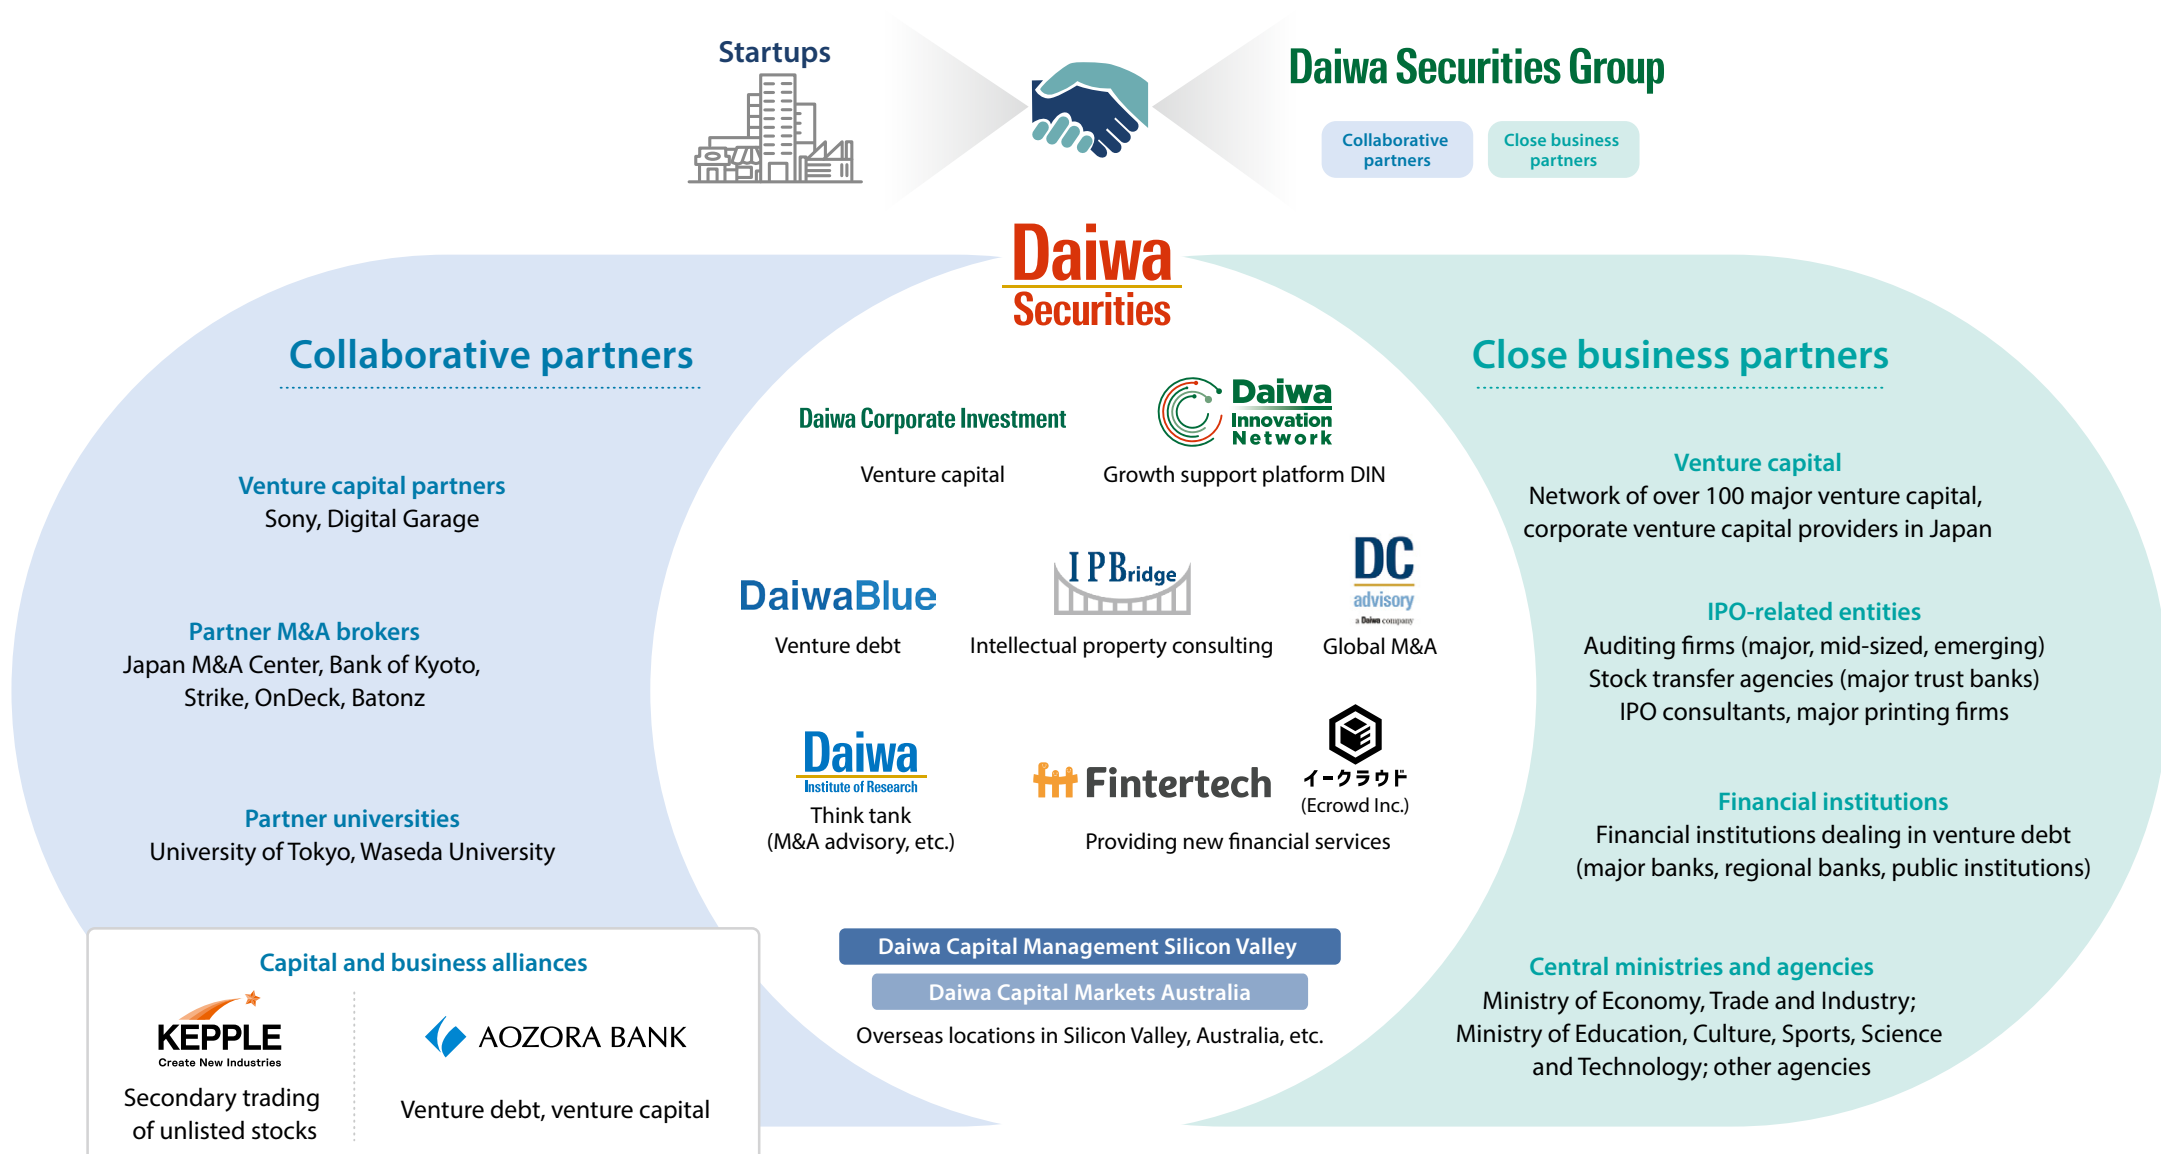 Startups
Daiwa Securities Group
Collaborative
partners
Close business
partners
Daiwa
Securities
Collaborative partners
Venture capital partners
Sony, Digital Garage
Partner M&A brokers
Japan M&A Center, Bank of Kyoto,
Strike, OnDeck, Batonz
Partner universities
University of Tokyo, Waseda University
Capital and business alliances
KEPPLE
Create New Industries
Secondary trading
of unlisted stocks
AOZORA BANK
Venture debt, venture capital
Daiwa Corporate Investment
Venture capital
Daiwa
Innovation
Network
Growth support platform DIN
DaiwaBlue
Venture debt
IPBridge
Intellectual property consulting
DC
advisory
a Daiwa company
Global M&A
Daiwa
Institute of Research
Think tank
(M&A advisory, etc.)
Fintertech
イークラウド
(Ecrowd Inc.)
Providing new financial services
Daiwa Capital Management Silicon Valley
Daiwa Capital Markets Australia
Overseas locations in Silicon Valley, Australia, etc.
Close business partners
Venture capital
Network of over 100 major venture capital,
corporate venture capital providers in Japan
IPO-related entities
Auditing firms (major, mid-sized, emerging)
Stock transfer agencies (major trust banks)
IPO consultants, major printing firms
Financial institutions
Financial institutions dealing in venture debt
(major banks, regional banks, public institutions)
Central ministries and agencies
Ministry of Economy, Trade and Industry;
Ministry of Education, Culture, Sports, Science
and Technology; other agencies